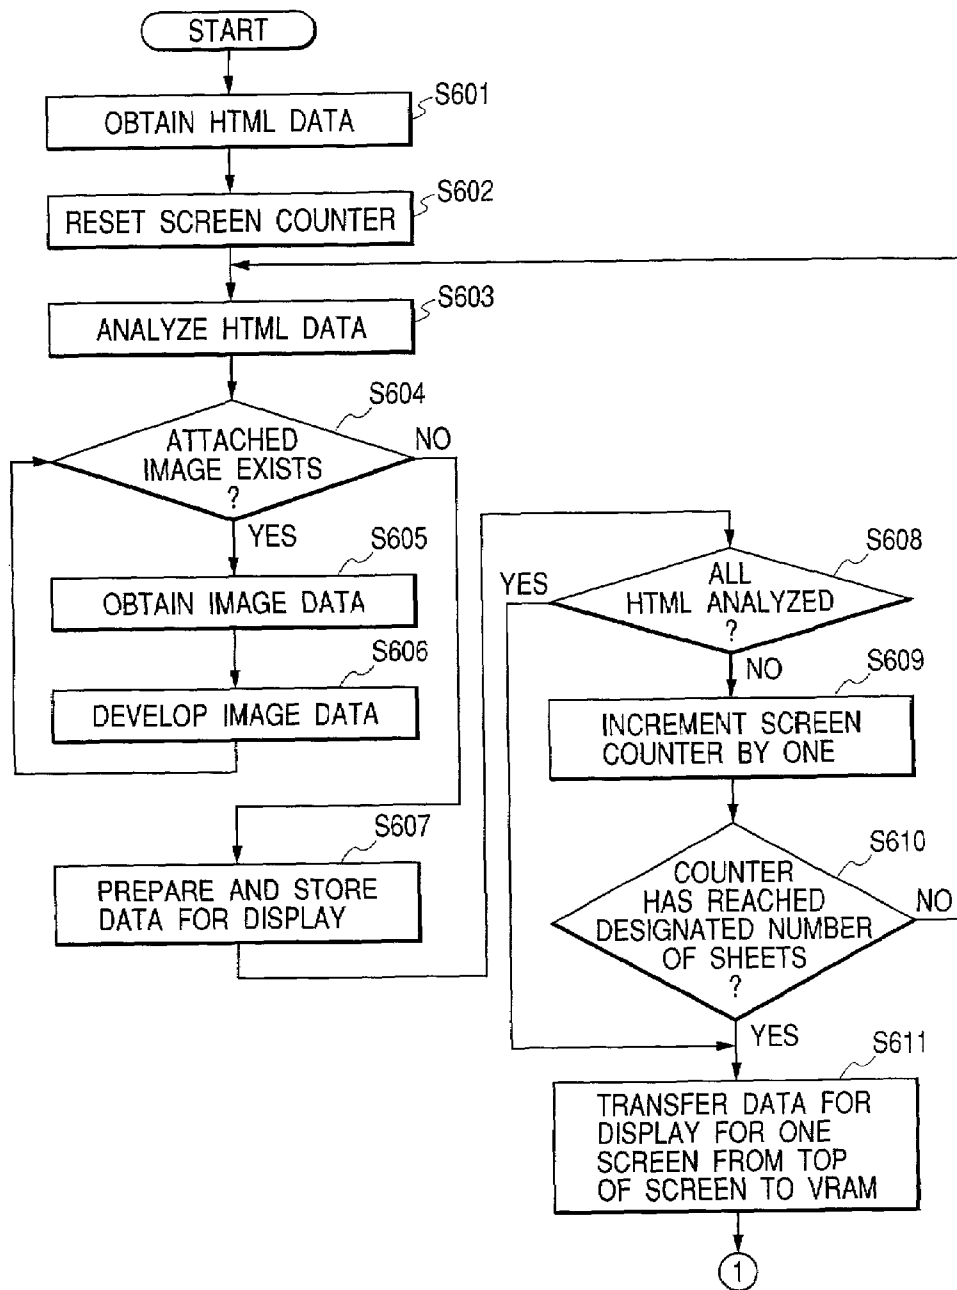 START
S601
OBTAIN HTML DATA
S602
RESET SCREEN COUNTER
S603
ANALYZE HTML DATA
S604
ATTACHED
IMAGE EXISTS
?
NO
YES
S605
OBTAIN IMAGE DATA
S606
DEVELOP IMAGE DATA
S607
PREPARE AND STORE
DATA FOR DISPLAY
S608
ALL
HTML ANALYZED
?
YES
NO
S609
INCREMENT SCREEN
COUNTER BY ONE
S610
COUNTER
HAS REACHED
DESIGNATED NUMBER
OF SHEETS
?
NO
YES
S611
TRANSFER DATA FOR
DISPLAY FOR ONE
SCREEN FROM TOP
OF SCREEN TO VRAM
1